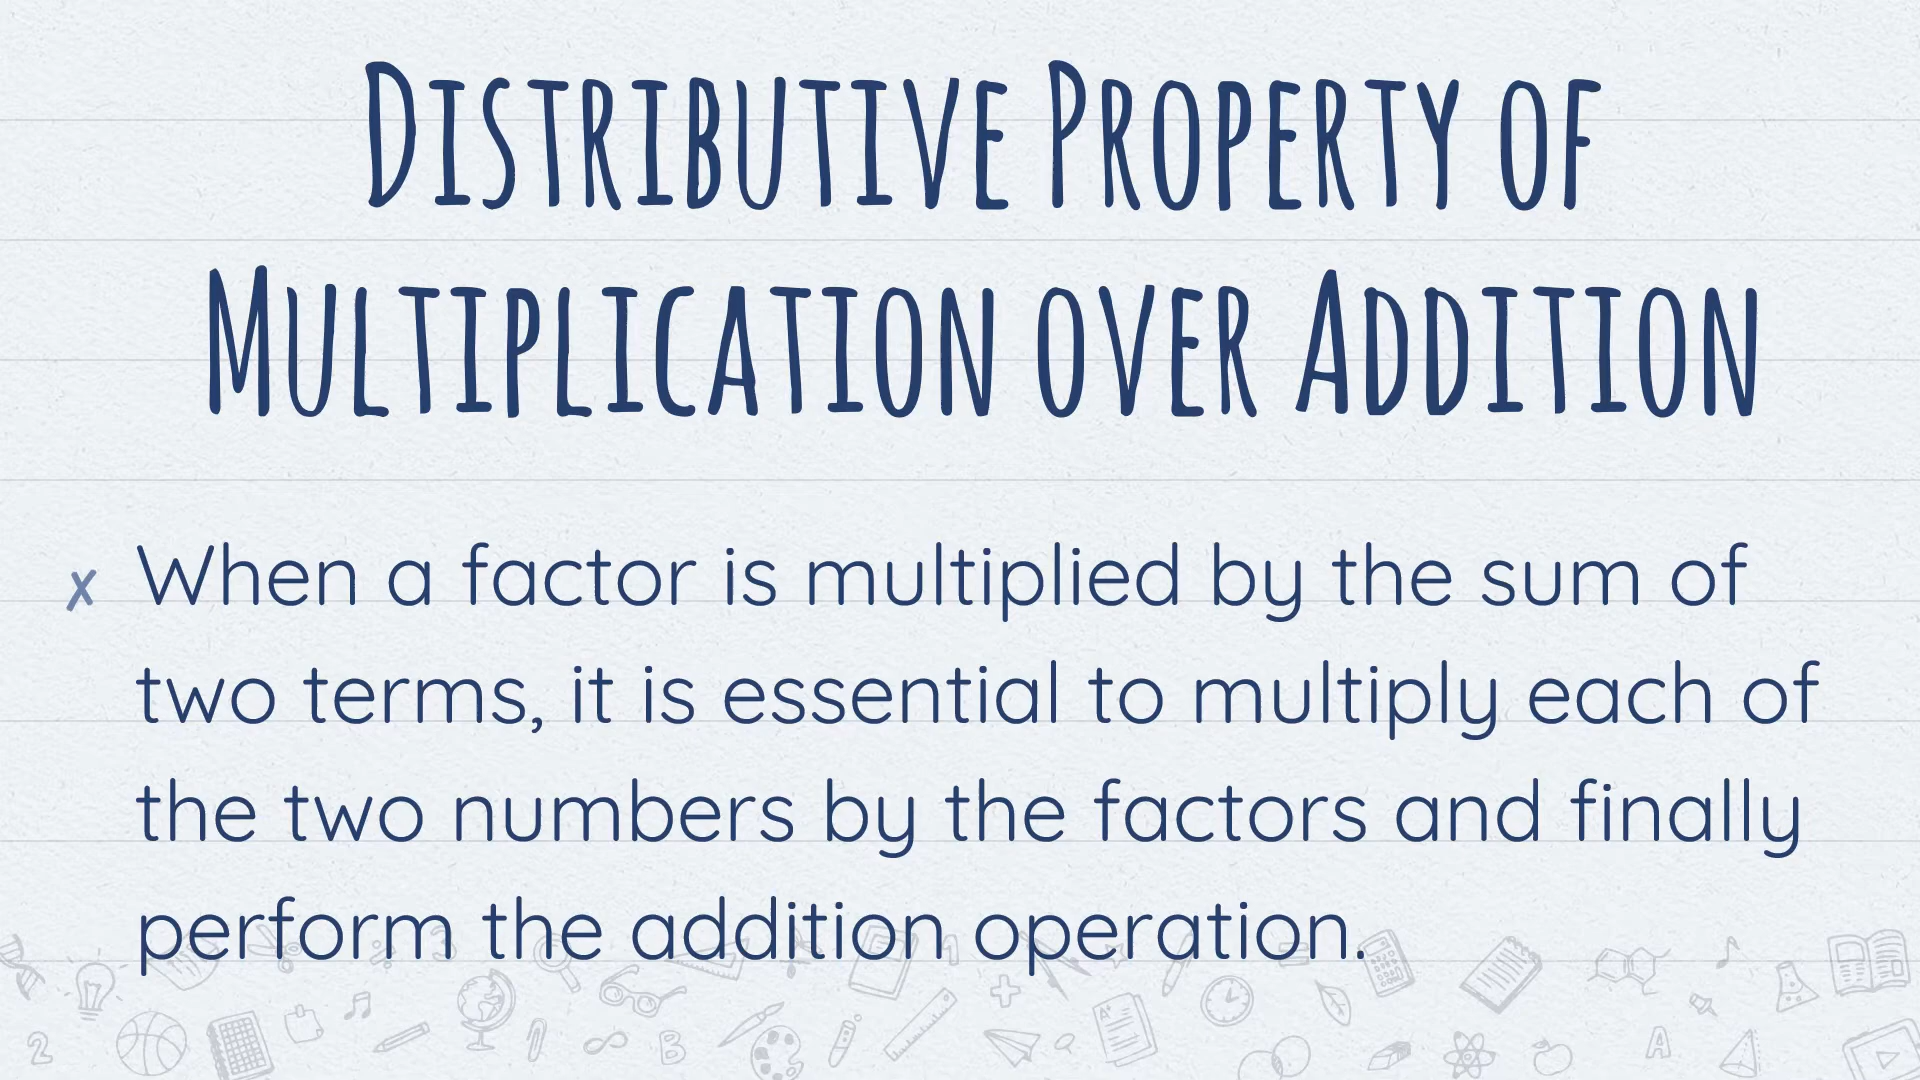 Distributive Property of
Multiplication over Addition
✗ When a factor is multiplied by the sum of
two terms, it is essential to multiply each of
the two numbers by the factors and finally
perform the addition operation.
2
B
A+
A